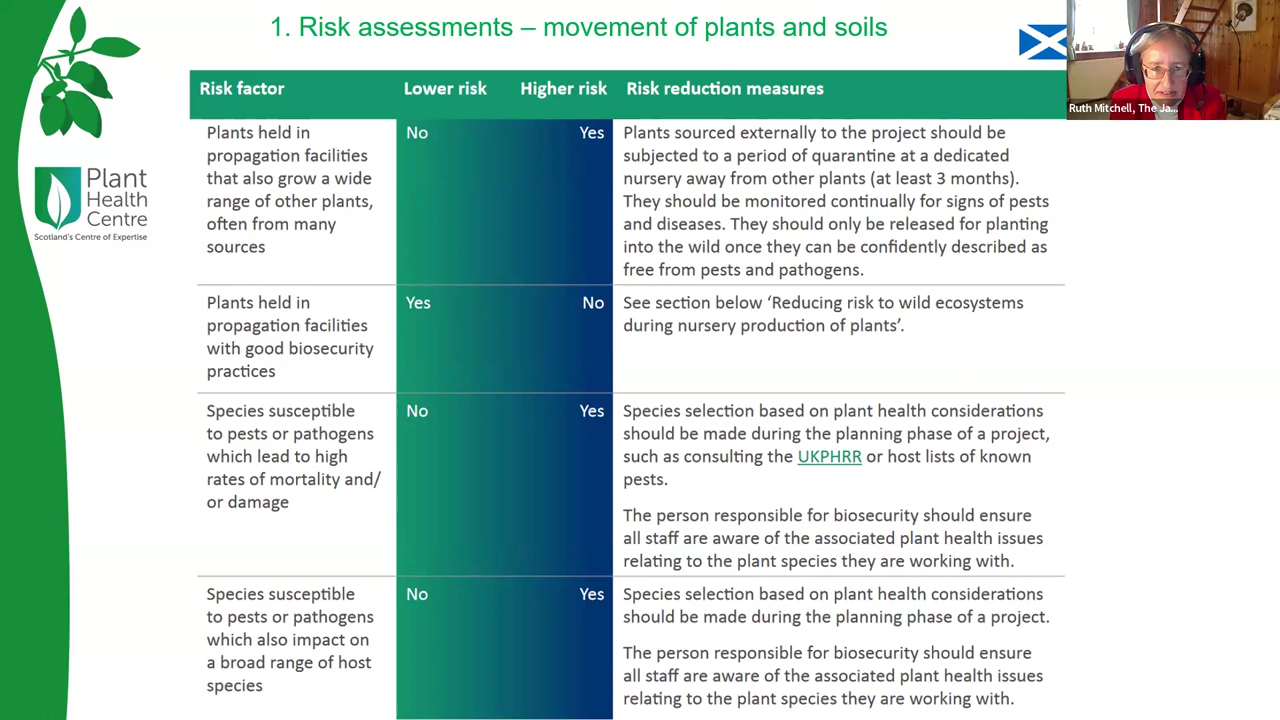 1. Risk assessments – movement of plants and soils
Ruth Mitchell, The Ja...
Plant
Health
Centre
Scotland's Centre of Expertise
Risk factor
Lower risk
Higher risk
Risk reduction measures
Plants held in
propagation facilities
that also grow a wide
range of other plants,
often from many
sources
No
Yes
Plants sourced externally to the project should be
subjected to a period of quarantine at a dedicated
nursery away from other plants (at least 3 months).
They should be monitored continually for signs of pests
and diseases. They should only be released for planting
into the wild once they can be confidently described as
free from pests and pathogens.
Plants held in
propagation facilities
with good biosecurity
practices
Yes
No
See section below ‘Reducing risk to wild ecosystems
during nursery production of plants’.
Species susceptible
to pests or pathogens
which lead to high
rates of mortality and/
or damage
No
Yes
Species selection based on plant health considerations
should be made during the planning phase of a project,
such as consulting the UKPHRR or host lists of known
pests.
The person responsible for biosecurity should ensure
all staff are aware of the associated plant health issues
relating to the plant species they are working with.
Species susceptible
to pests or pathogens
which also impact on
a broad range of host
species
No
Yes
Species selection based on plant health considerations
should be made during the planning phase of a project.
The person responsible for biosecurity should ensure
all staff are aware of the associated plant health issues
relating to the plant species they are working with.